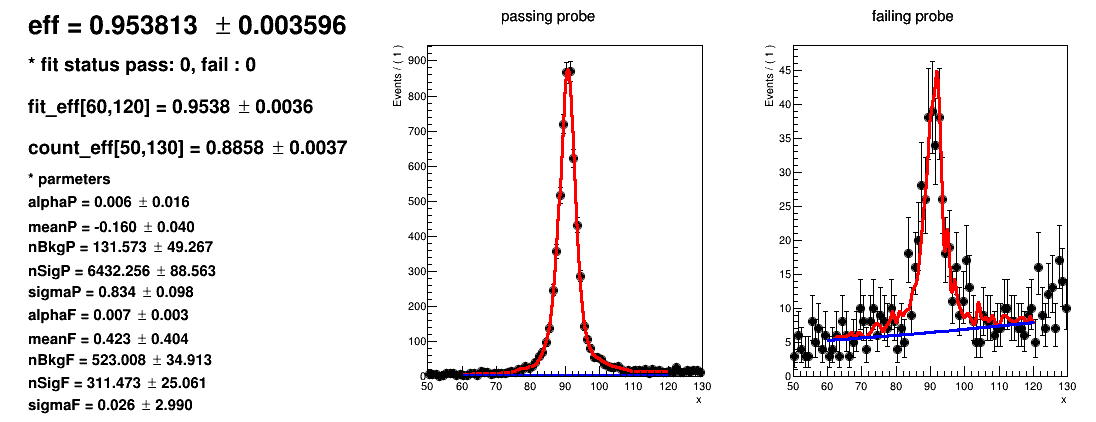 eff = 0.953813 ± 0.003596
* fit status pass: 0, fail : 0
fit_eff[60,120] = 0.9538 ± 0.0036
count_eff[50,130] = 0.8858 ± 0.0037
* parmeters
alphaP = 0.006 ± 0.016
meanP = -0.160 ± 0.040
nBkgP = 131.573 ± 49.267
nSigP = 6432.256 ± 88.563
sigmaP = 0.834 ± 0.098
alphaF = 0.007 ± 0.003
meanF = 0.423 ± 0.404
nBkgF = 523.008 ± 34.913
nSigF = 311.473 ± 25.061
sigmaF = 0.026 ± 2.990
passing probe
Events / ( 1 )
900
800
700
600
500
400
300
200
100
0
50 60 70 80 90 100 110 120 130
x
failing probe
Events / ( 1 )
45
40
35
30
25
20
15
10
5
0
50 60 70 80 90 100 110 120 130
x